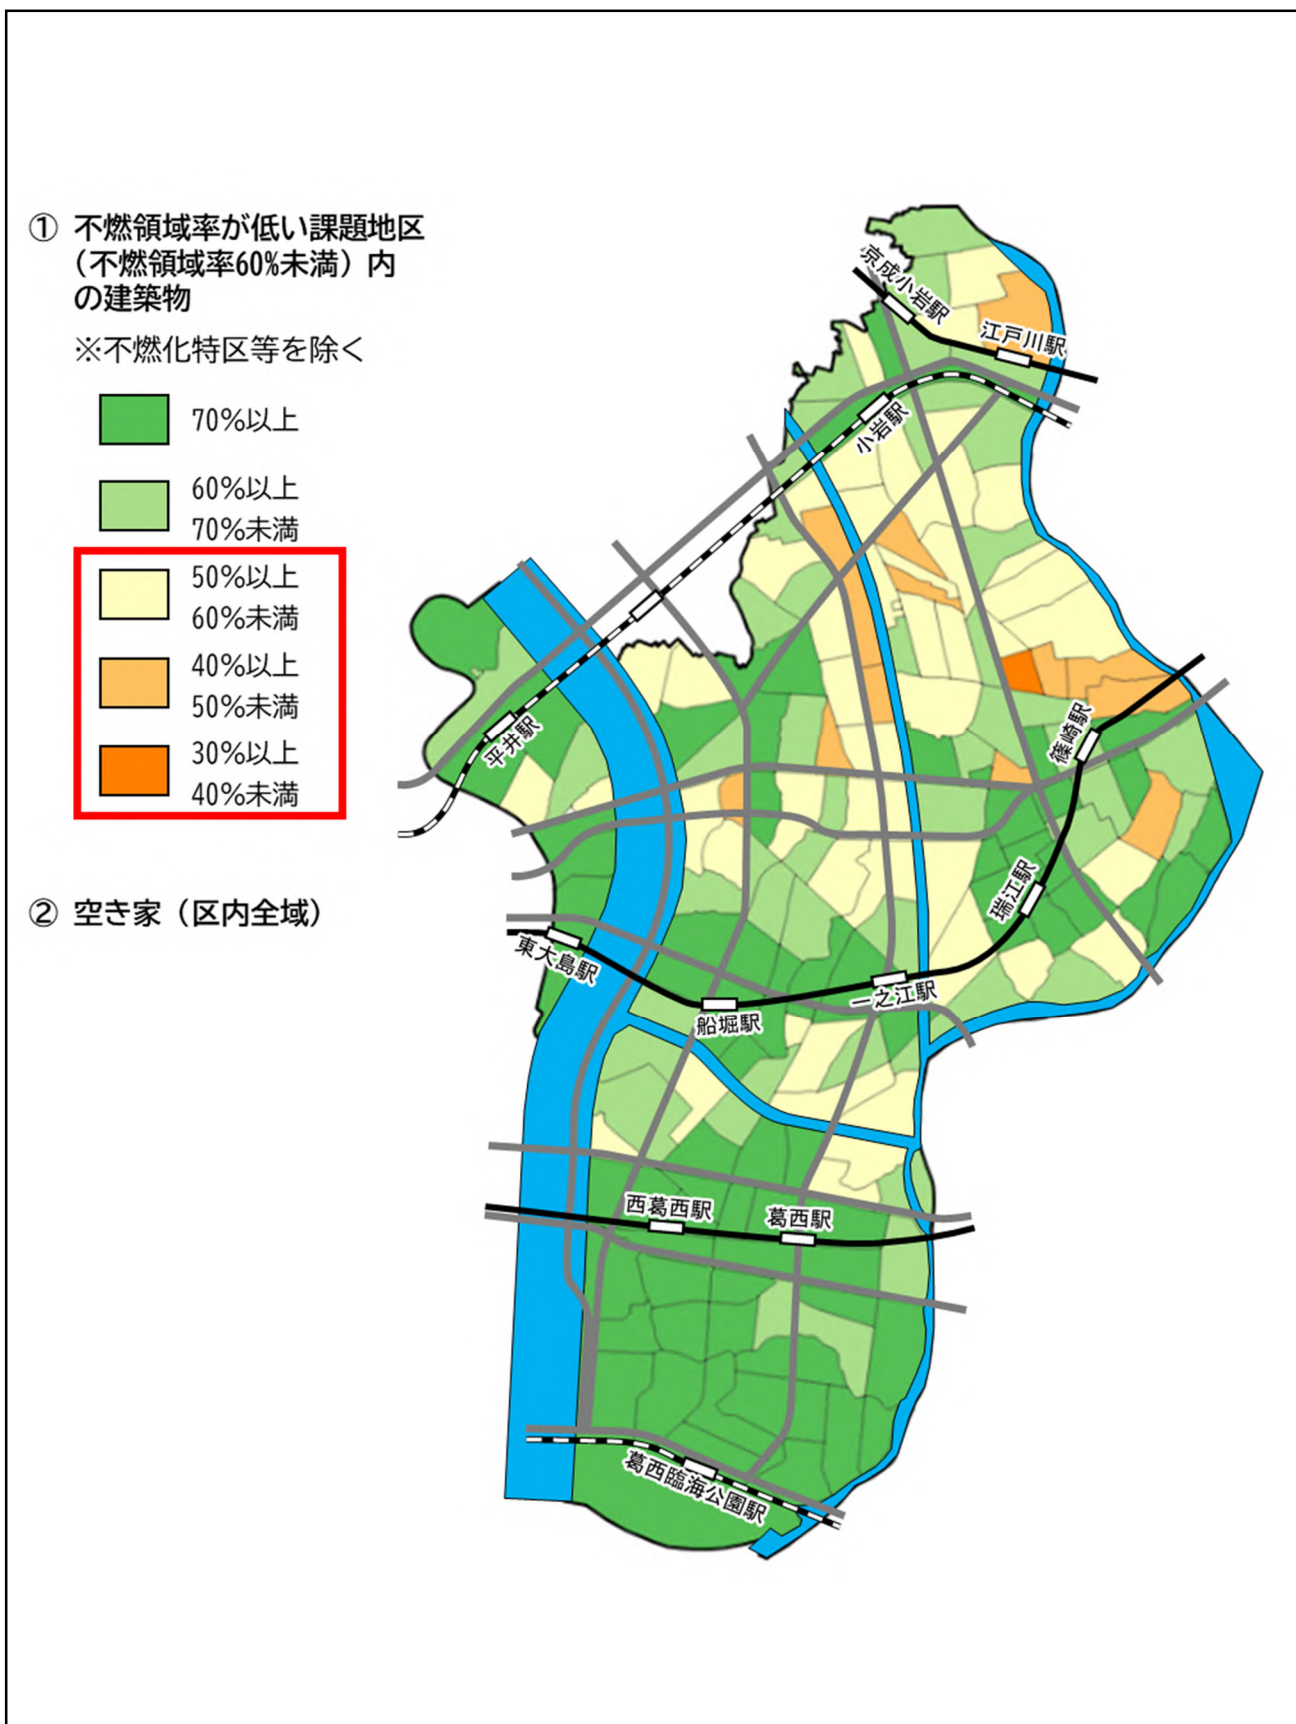 ① 不燃領域率が低い課題地区
（不燃領域率60%未満）内
の建築物
※不燃化特区等を除く
70%以上
60%以上
70%未満
50%以上
60%未満
40%以上
50%未満
30%以上
40%未満
② 空き家（区内全域）
京成小岩駅
江戸川駅
小岩駅
平井駅
篠崎駅
瑞江駅
東大島駅
船堀駅
一之江駅
西葛西駅
葛西駅
葛西臨海公園駅